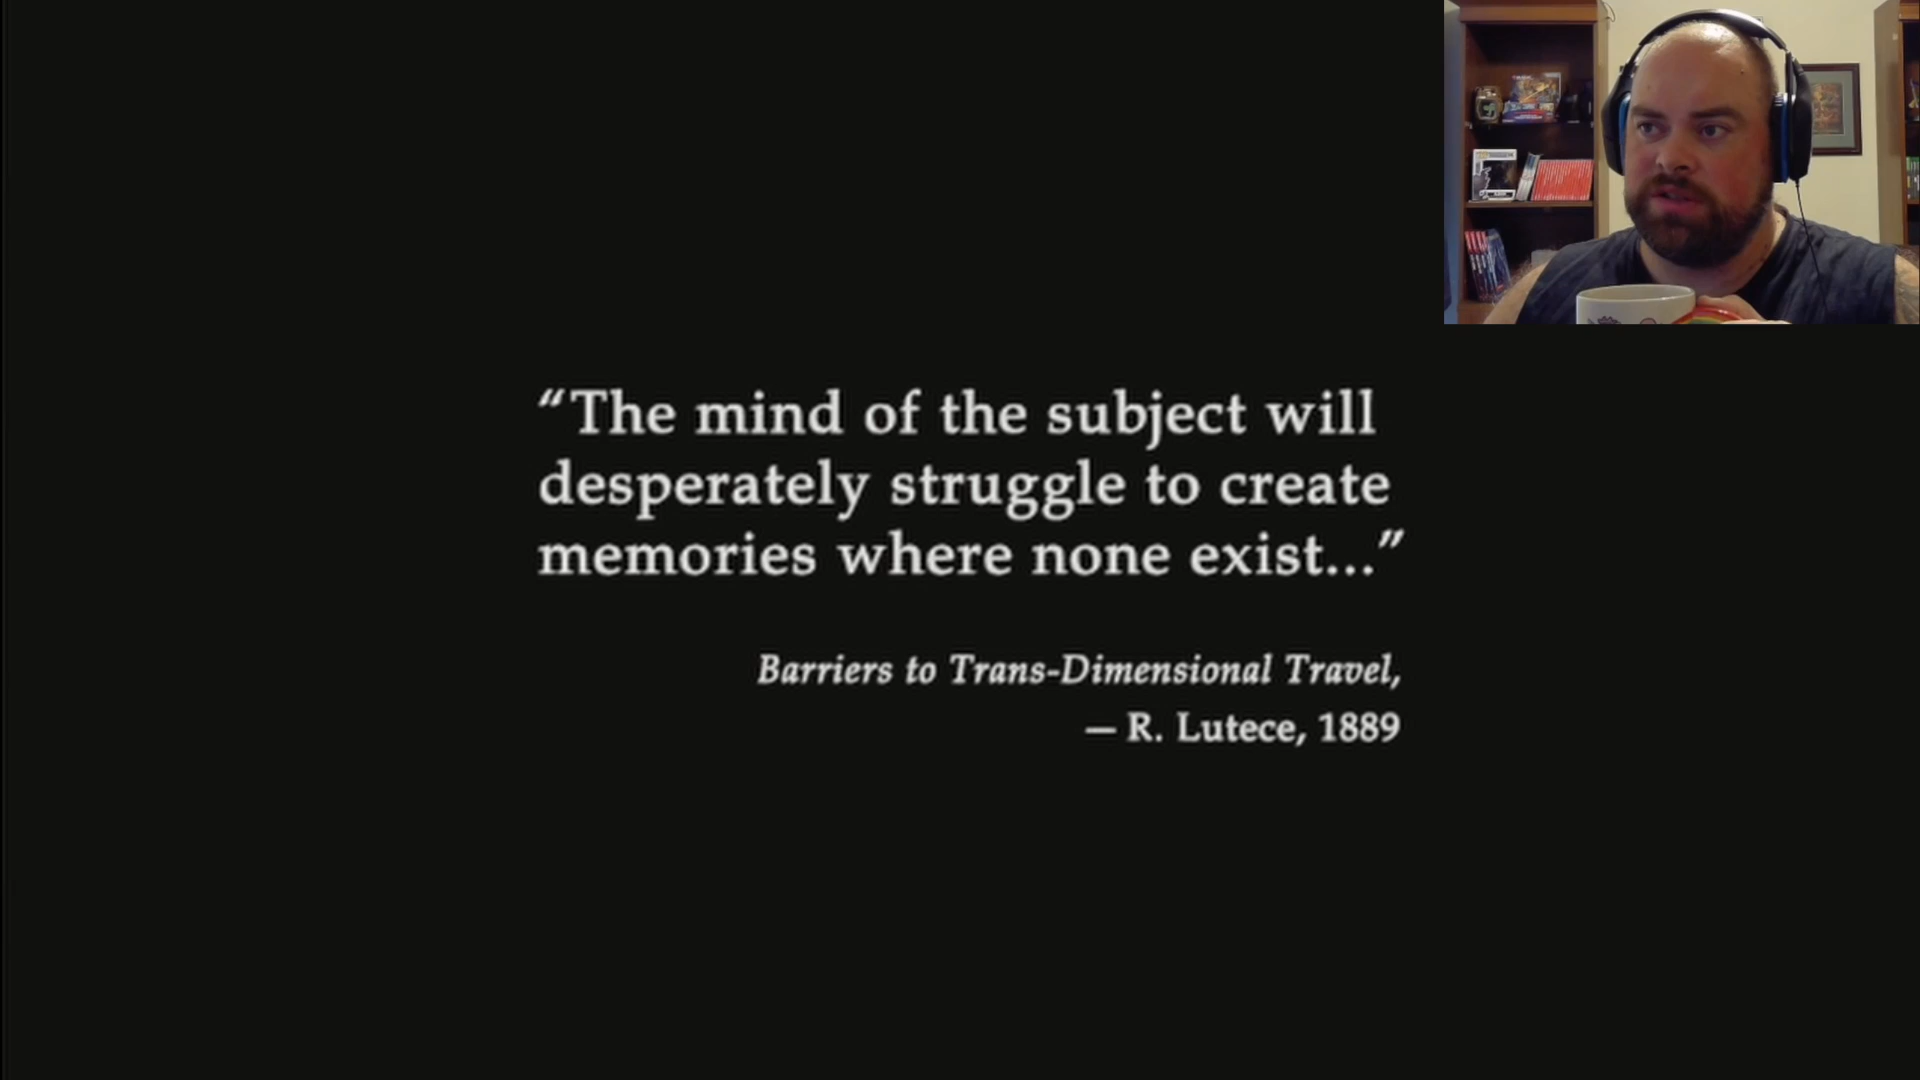 “The mind of the subject will
desperately struggle to create
memories where none exist...”
Barriers to Trans-Dimensional Travel,
— R. Lutece, 1889